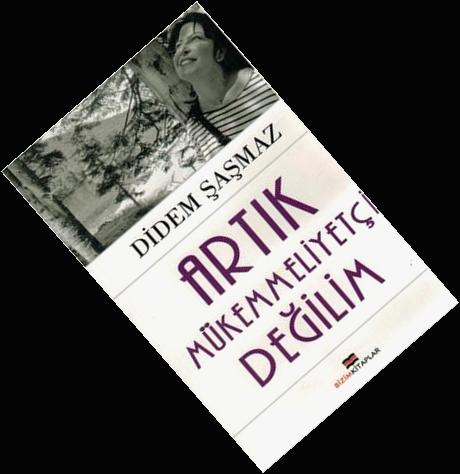 DİDEM ŞAŞMAZ
ARTIK
MÜKEMMELİYETÇİ
DEĞİLİM
BİZİMKİTAPLAR